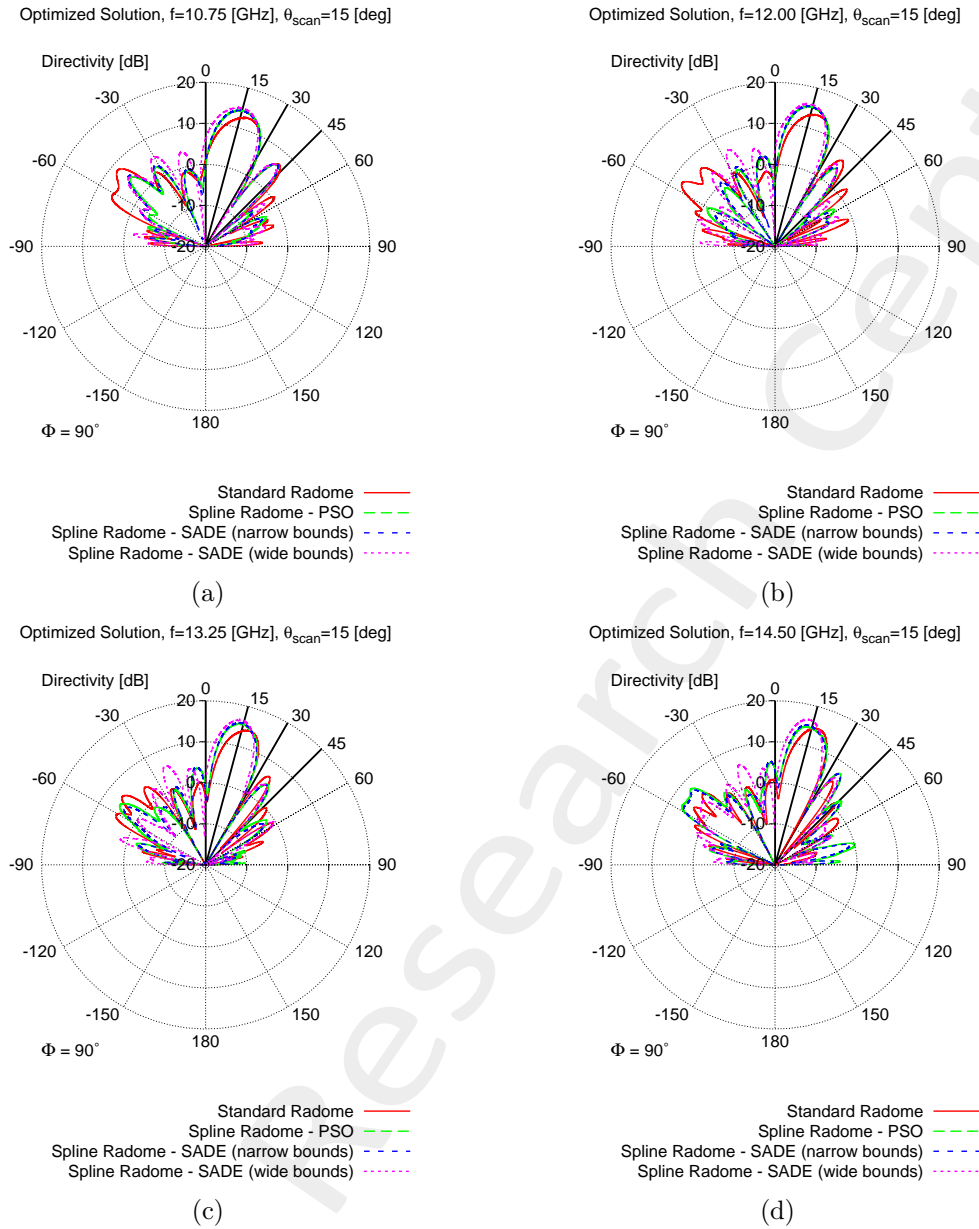 Optimized Solution, f=10.75 [GHz], θscan=15 [deg]
Directivity [dB]
0
15
30
45
60
90
120
150
180
-150
-120
-90
-60
-30
20
10
0
-10
-20
Φ = 90°
Standard Radome
Spline Radome - PSO
Spline Radome - SADE (narrow bounds)
Spline Radome - SADE (wide bounds)
(a)
Optimized Solution, f=12.00 [GHz], θscan=15 [deg]
Directivity [dB]
0
15
30
45
60
90
120
150
180
-150
-120
-90
-60
-30
20
10
0
-10
-20
Φ = 90°
Standard Radome
Spline Radome - PSO
Spline Radome - SADE (narrow bounds)
Spline Radome - SADE (wide bounds)
(b)
Optimized Solution, f=13.25 [GHz], θscan=15 [deg]
Directivity [dB]
0
15
30
45
60
90
120
150
180
-150
-120
-90
-60
-30
20
10
0
-10
-20
Φ = 90°
Standard Radome
Spline Radome - PSO
Spline Radome - SADE (narrow bounds)
Spline Radome - SADE (wide bounds)
(c)
Optimized Solution, f=14.50 [GHz], θscan=15 [deg]
Directivity [dB]
0
15
30
45
60
90
120
150
180
-150
-120
-90
-60
-30
20
10
0
-10
-20
Φ = 90°
Standard Radome
Spline Radome - PSO
Spline Radome - SADE (narrow bounds)
Spline Radome - SADE (wide bounds)
(d)
Research Cent